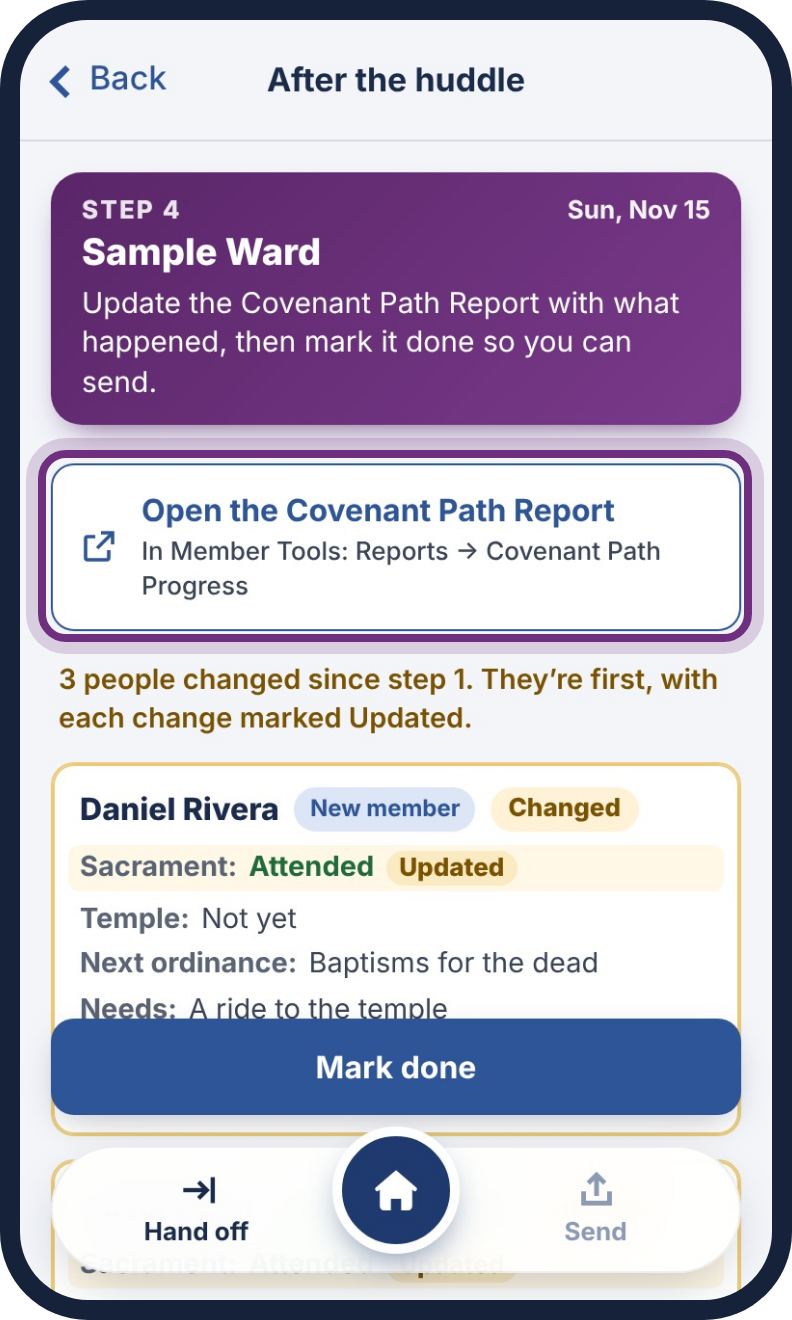 Back
After the huddle
STEP 4
Sun, Nov 15
Sample Ward
Update the Covenant Path Report with what
happened, then mark it done so you can
send.
Open the Covenant Path Report
In Member Tools: Reports → Covenant Path
Progress
3 people changed since step 1. They’re first, with
each change marked Updated.
Daniel Rivera New member Changed
Sacrament: Attended Updated
Temple: Not yet
Next ordinance: Baptisms for the dead
Needs: A ride to the temple
Mark done
Hand off
Send
Sacrament: Attended Updated